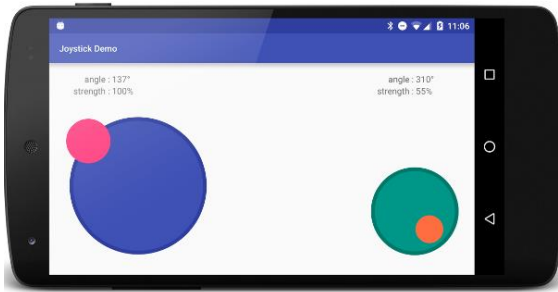 11:06
Joystick Demo
angle : 137°
strength : 100%
angle : 310°
strength : 55%